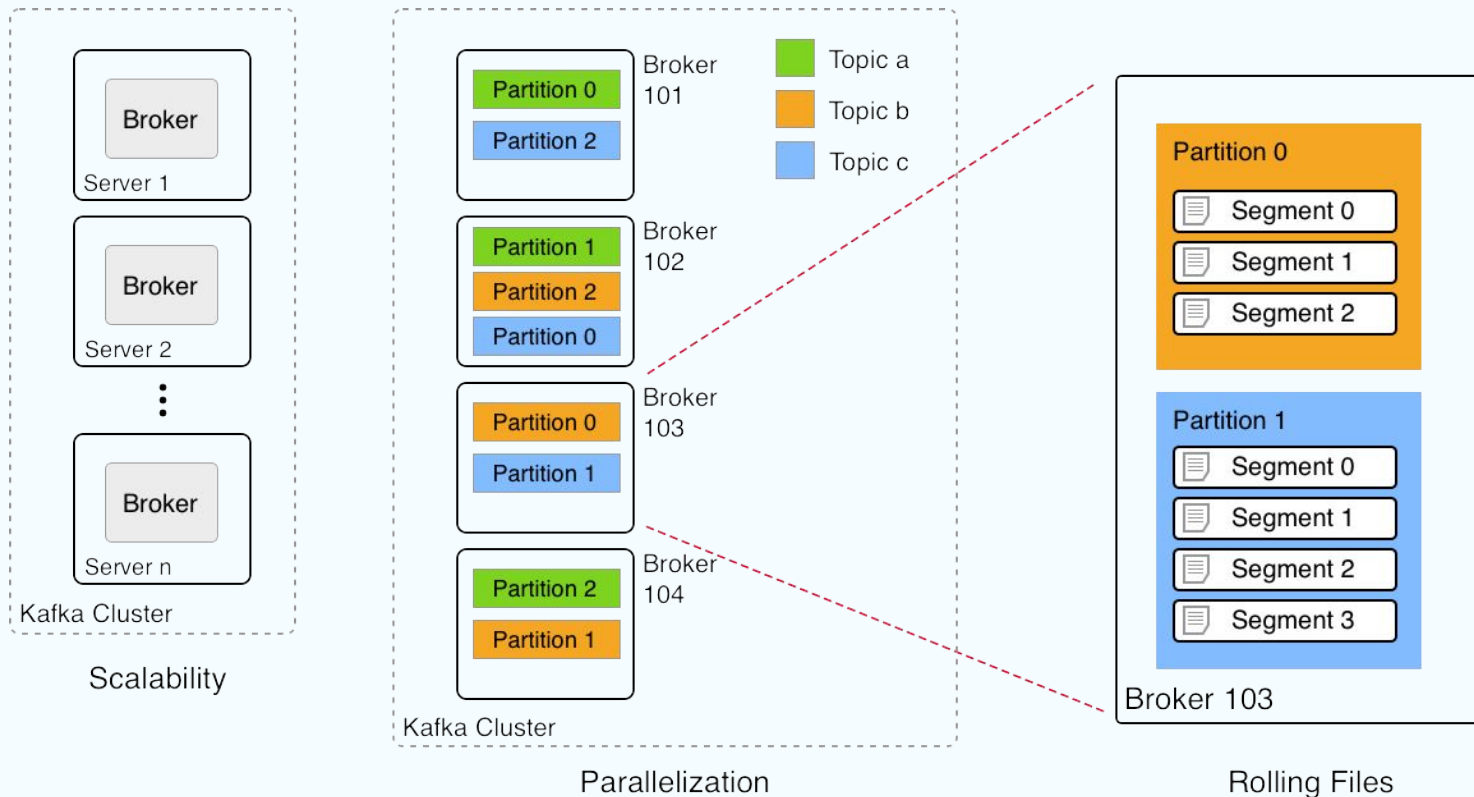 Broker
Server 1
Broker
Server 2
Broker
Server n
Kafka Cluster
Scalability
Partition 0
Partition 2
Broker
101
Partition 1
Partition 2
Partition 0
Broker
102
Partition 0
Partition 1
Broker
103
Partition 2
Partition 1
Broker
104
Topic a
Topic b
Topic c
Kafka Cluster
Parallelization
Partition 0
Segment 0
Segment 1
Segment 2
Partition 1
Segment 0
Segment 1
Segment 2
Segment 3
Broker 103
Rolling Files